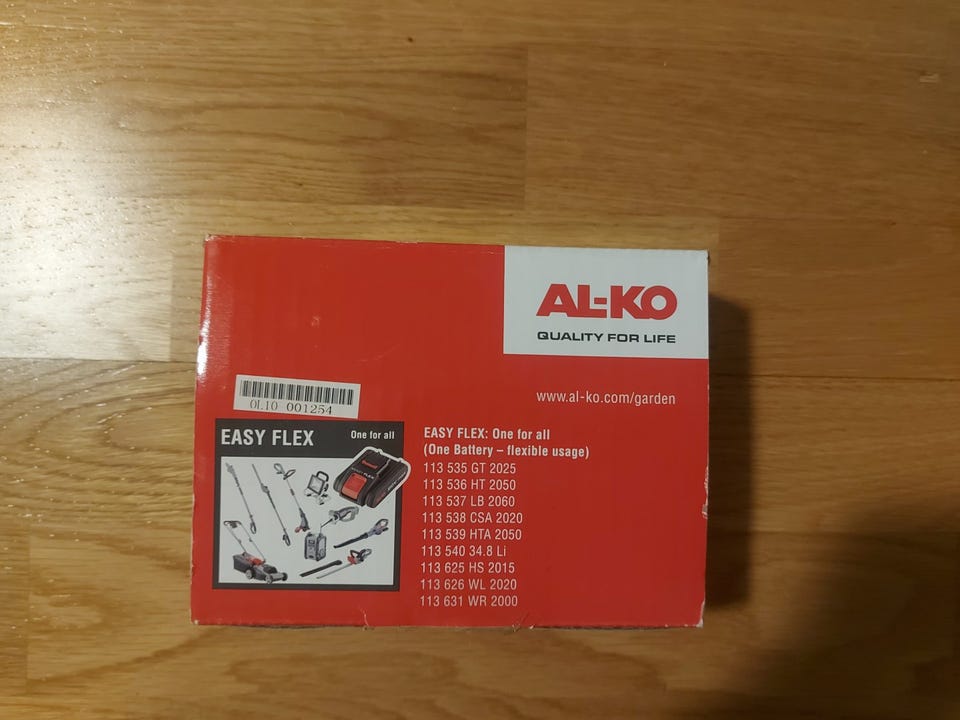 AL-KO
QUALITY FOR LIFE
www.al-ko.com/garden
OL10 001254
EASY FLEX One for all
EASY FLEX: One for all
(One Battery – flexible usage)
113 535 GT 2025
113 536 HT 2050
113 537 LB 2060
113 538 CSA 2020
113 539 HTA 2050
113 540 34.8 Li
113 625 HS 2015
113 626 WL 2020
113 631 WR 2000